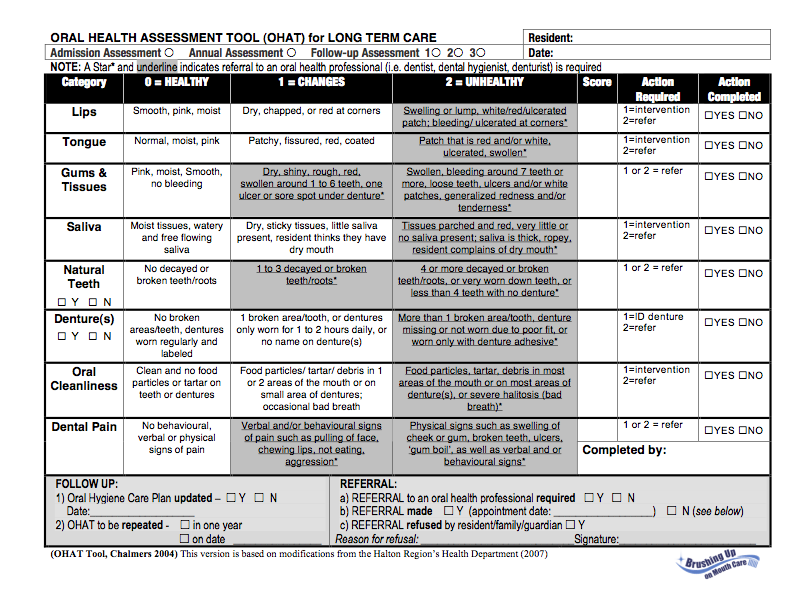 ORAL HEALTH ASSESSMENT TOOL (OHAT) for LONG TERM CARE
Resident:
Admission Assessment ○ Annual Assessment ○ Follow-up Assessment 1○ 2○ 3○
Date:
NOTE: A Star* and underline indicates referral to an oral health professional (i.e. dentist, dental hygienist, denturist) is required
Category
0 = HEALTHY
1 = CHANGES
2 = UNHEALTHY
Score
Action
Required
Action
Completed
Lips
Smooth, pink, moist
Dry, chapped, or red at corners
Swelling or lump, white/red/ulcerated
patch; bleeding/ ulcerated at corners*
1=intervention
2=refer
☐YES ☐NO
Tongue
Normal, moist, pink
Patchy, fissured, red, coated
Patch that is red and/or white,
ulcerated, swollen*
1=intervention
2=refer
☐YES ☐NO
Gums &
Tissues
Pink, moist, Smooth,
no bleeding
Dry, shiny, rough, red,
swollen around 1 to 6 teeth, one
ulcer or sore spot under denture*
Swollen, bleeding around 7 teeth or
more, loose teeth, ulcers and/or white
patches, generalized redness and/or
tenderness*
1 or 2 = refer
☐YES ☐NO
Saliva
Moist tissues, watery
and free flowing
saliva
Dry, sticky tissues, little saliva
present, resident thinks they have
dry mouth
Tissues parched and red, very little or
no saliva present; saliva is thick, ropey,
resident complains of dry mouth*
1=intervention
2=refer
☐YES ☐NO
Natural
Teeth
☐ Y ☐ N
No decayed or
broken teeth/roots
1 to 3 decayed or broken
teeth/roots*
4 or more decayed or broken
teeth/roots, or very worn down teeth, or
less than 4 teeth with no denture*
1 or 2 = refer
☐YES ☐NO
Denture(s)
☐ Y ☐ N
No broken
areas/teeth, dentures
worn regularly and
labeled
1 broken area/tooth, or dentures
only worn for 1 to 2 hours daily, or
no name on denture(s)
More than 1 broken area/tooth, denture
missing or not worn due to poor fit, or
worn only with denture adhesive*
1=ID denture
2=refer
☐YES ☐NO
Oral
Cleanliness
Clean and no food
particles or tartar on
teeth or dentures
Food particles/ tartar/ debris in 1
or 2 areas of the mouth or on
small area of dentures;
occasional bad breath
Food particles, tartar, debris in most
areas of the mouth or on most areas of
denture(s), or severe halitosis (bad
breath)*
1=intervention
2=refer
☐YES ☐NO
Dental Pain
No behavioural,
verbal or physical
signs of pain
Verbal and/or behavioural signs
of pain such as pulling of face,
chewing lips, not eating,
aggression*
Physical signs such as swelling of
cheek or gum, broken teeth, ulcers,
'gum boil', as well as verbal and or
behavioural signs*
1 or 2 = refer
☐YES ☐NO
Completed by:
FOLLOW UP:
1) Oral Hygiene Care Plan updated – ☐ Y ☐ N
Date:____________________
2) OHAT to be repeated - ☐ in one year
☐ on date ________________
REFERRAL:
a) REFERRAL to an oral health professional required ☐ Y ☐ N
b) REFERRAL made ☐ Y (appointment date: __________________) ☐ N (see below)
c) REFERRAL refused by resident/family/guardian ☐ Y
Reason for refusal: __________________________ Signature:____________________
(OHAT Tool, Chalmers 2004) This version is based on modifications from the Halton Region's Health Department (2007)
Brushing Up
on Mouth Care